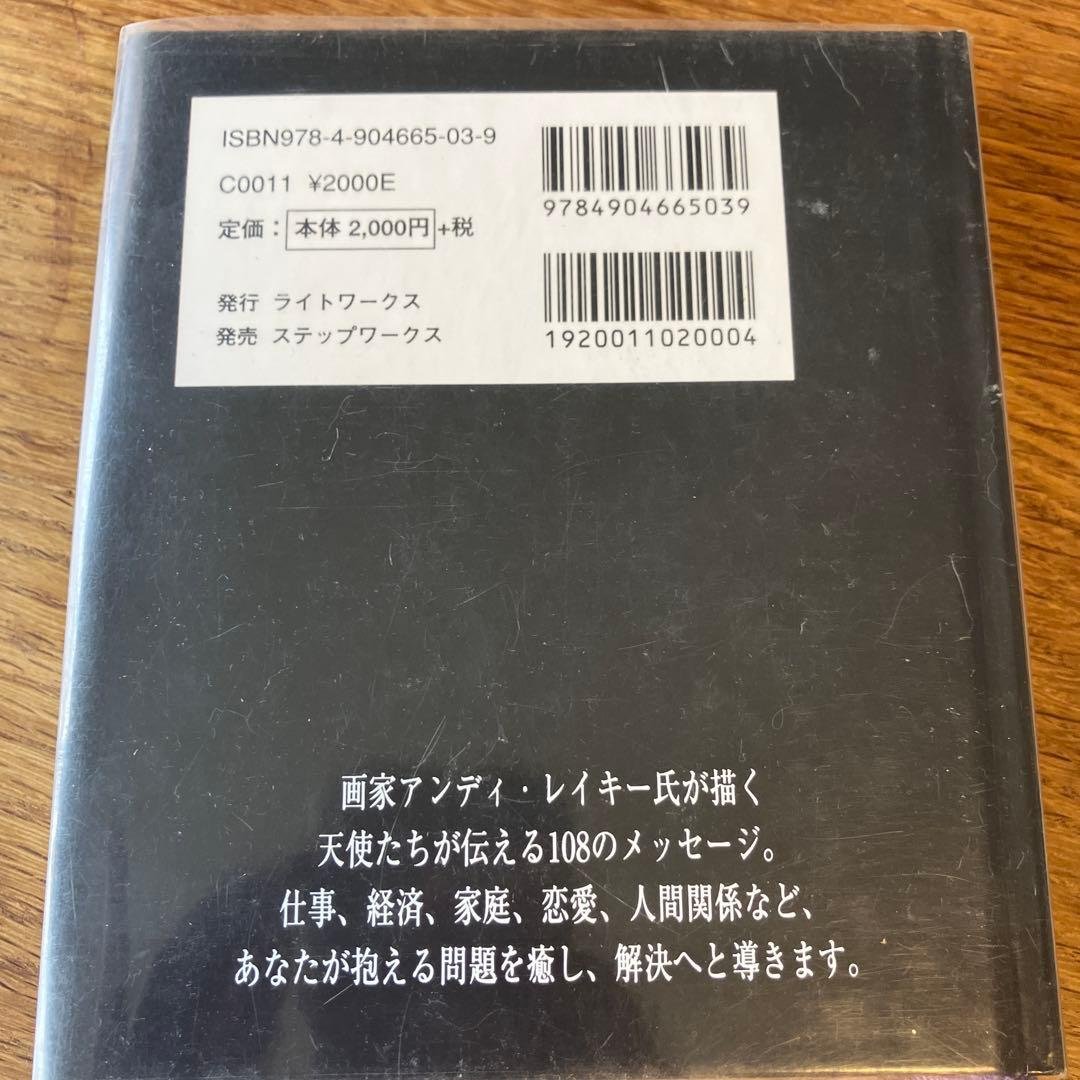 ISBN978-4-904665-03-9
C0011 ¥2000E
定価：本体 2,000円+税
発行 ライトワークス
発売 ステップワークス
9784904665039
1920011020004
画家アンディ・レイキー氏が描く
天使たちが伝える108のメッセージ。
仕事、経済、家庭、恋愛、人間関係など、
あなたが抱える問題を癒し、解決へと導きます。